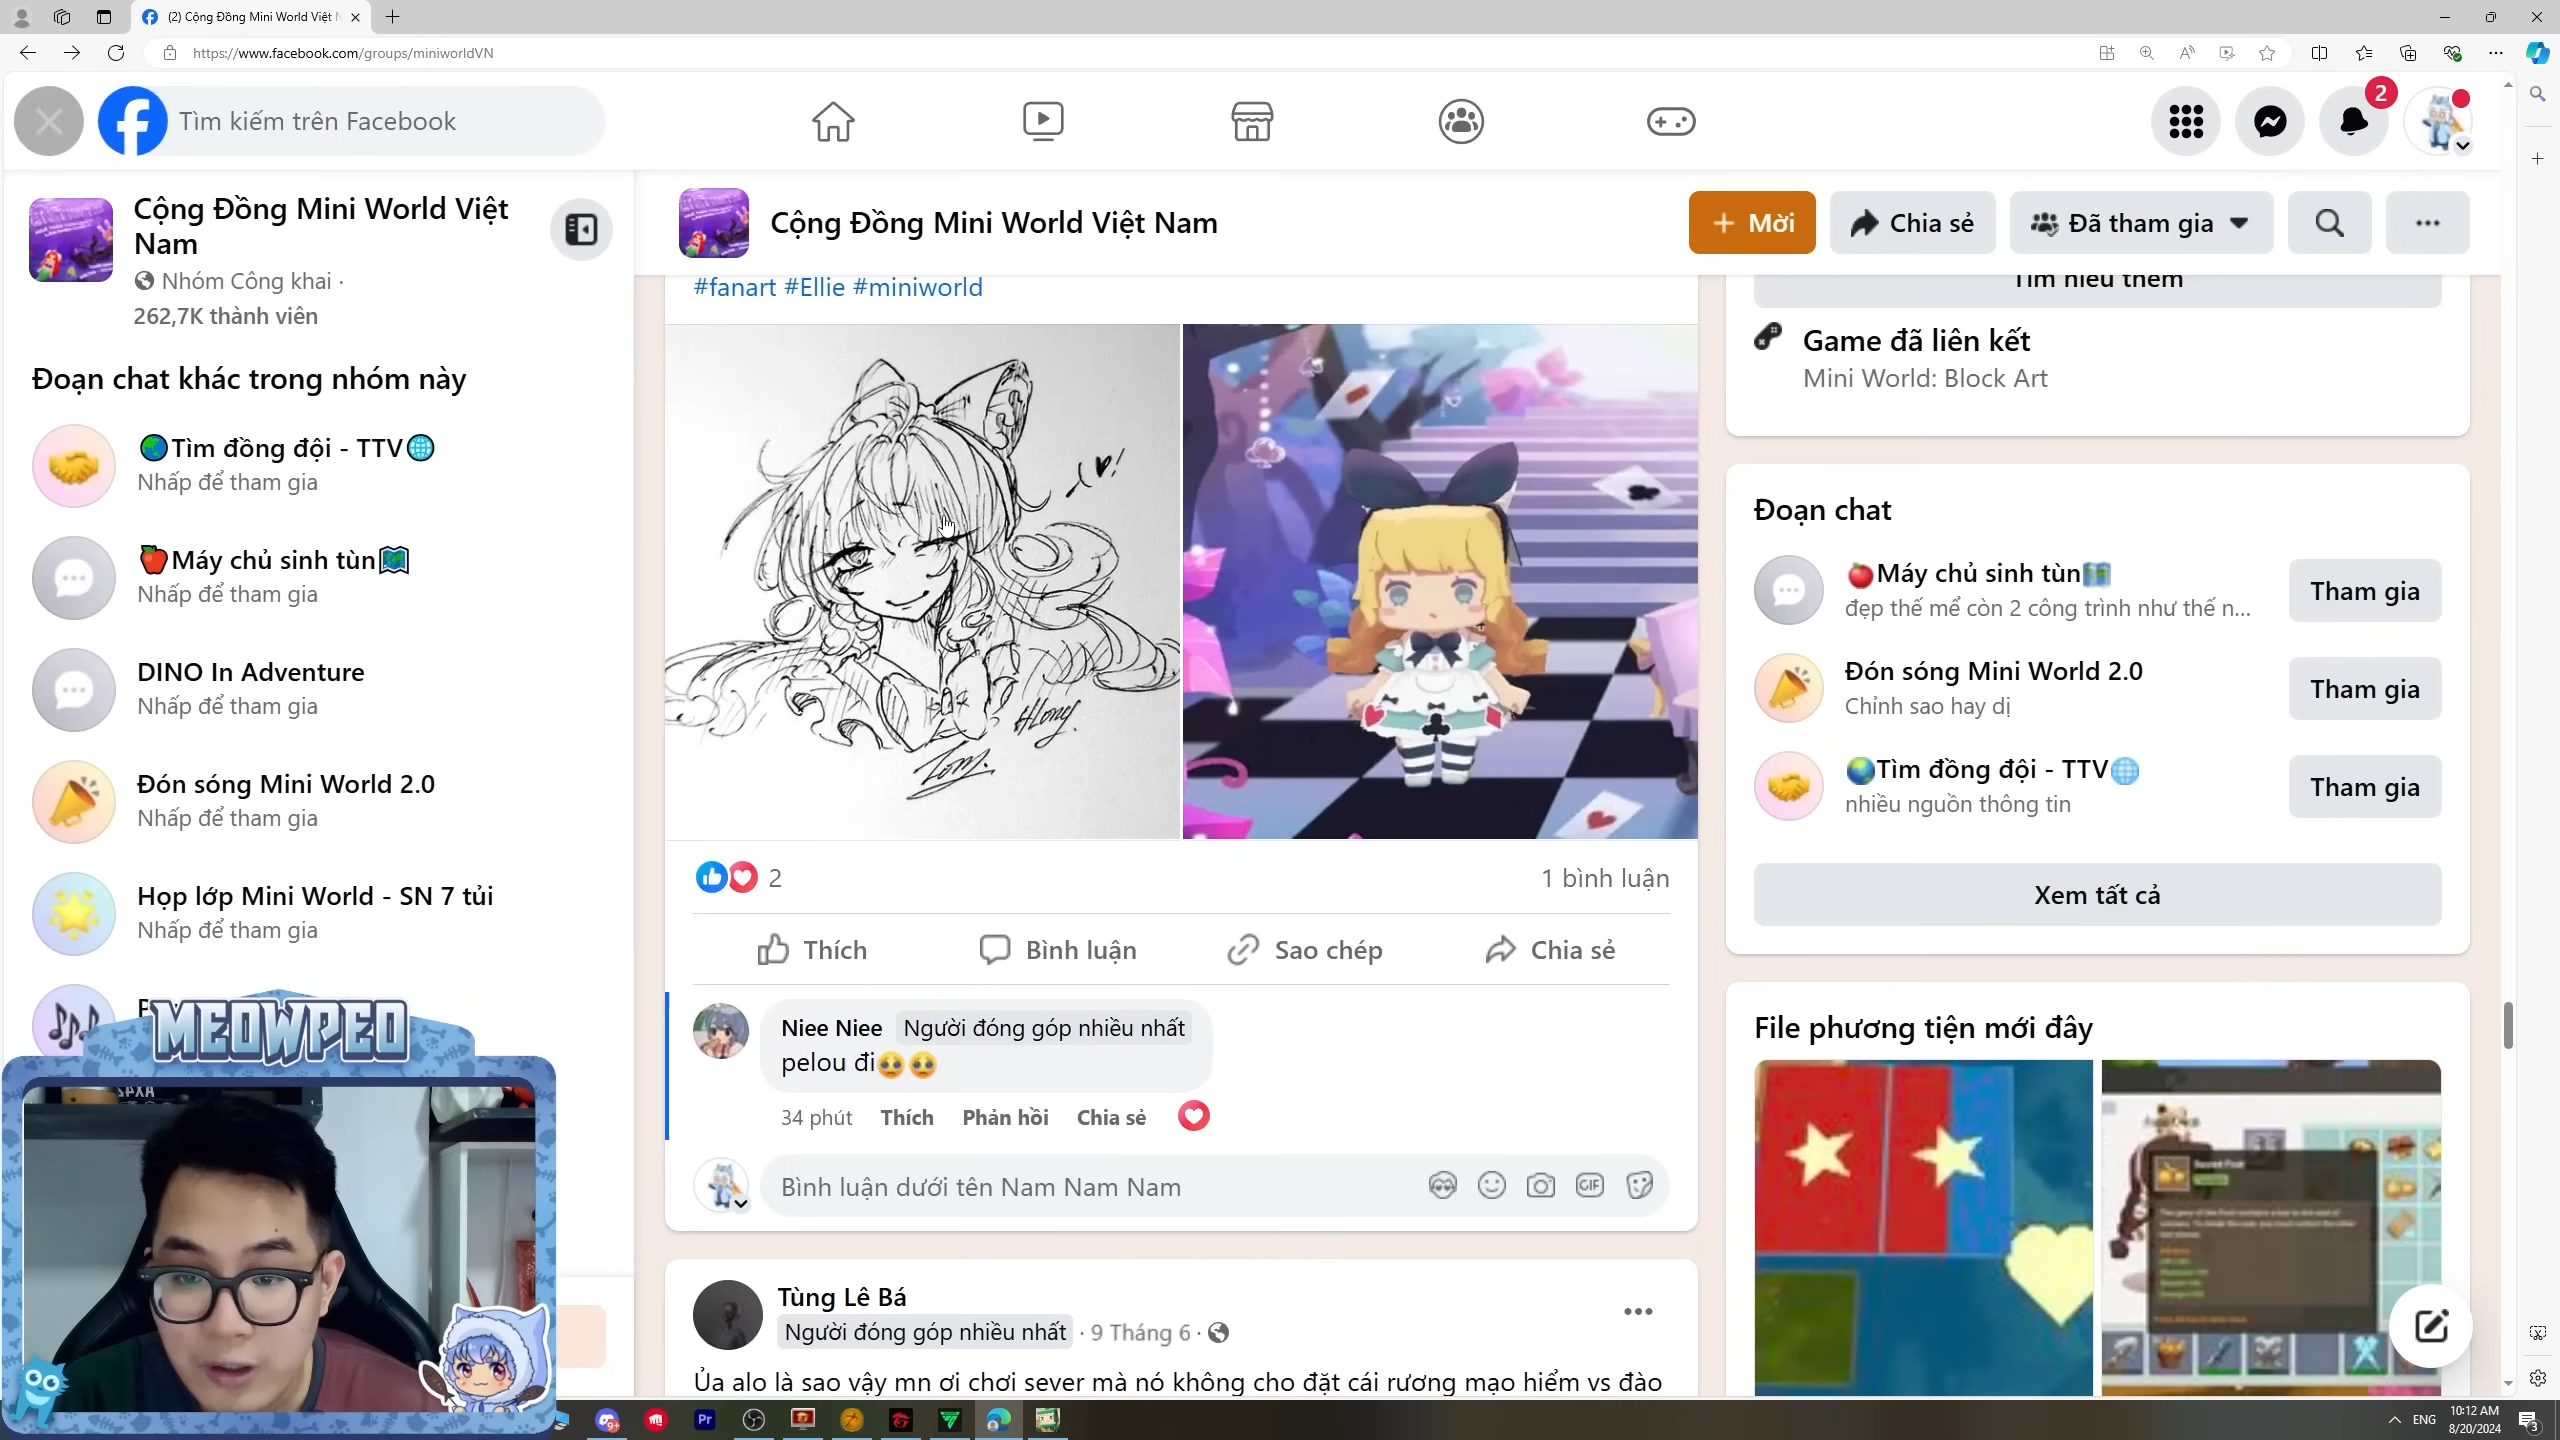 (2) Cộng Đồng Mini World Việt N
https://www.facebook.com/groups/miniworldVN
Tìm kiếm trên Facebook
2
Cộng Đồng Mini World Việt
Nam
Nhóm Công khai ·
262,7K thành viên
Đoạn chat khác trong nhóm này
Tìm đồng đội - TTV
Nhấp để tham gia
Máy chủ sinh tùn
Nhấp để tham gia
DINO In Adventure
Nhấp để tham gia
Đón sóng Mini World 2.0
Nhấp để tham gia
Họp lớp Mini World - SN 7 tủi
Nhấp để tham gia
MEOWPEO
Cộng Đồng Mini World Việt Nam
Mời
Chia sẻ
Đã tham gia
#fanart #Ellie #miniworld
2
1 bình luận
Thích
Bình luận
Sao chép
Chia sẻ
Niee Niee Người đóng góp nhiều nhất
pelou đi🥹🥹
34 phút Thích Phản hồi Chia sẻ
Bình luận dưới tên Nam Nam Nam
GIF
Tùng Lê Bá
Người đóng góp nhiều nhất · 9 Tháng 6 ·
Ủa alo là sao vậy mn ơi chơi sever mà nó không cho đặt cái rương mạo hiểm vs đào
Tìm hiểu thêm
Game đã liên kết
Mini World: Block Art
Đoạn chat
Máy chủ sinh tùn
đẹp thế mể còn 2 công trình như thế n...
Tham gia
Đón sóng Mini World 2.0
Chỉnh sao hay dị
Tham gia
Tìm đồng đội - TTV
nhiều nguồn thông tin
Tham gia
Xem tất cả
File phương tiện mới đây
9+
Pr
ENG
10:12 AM
8/20/2024
3